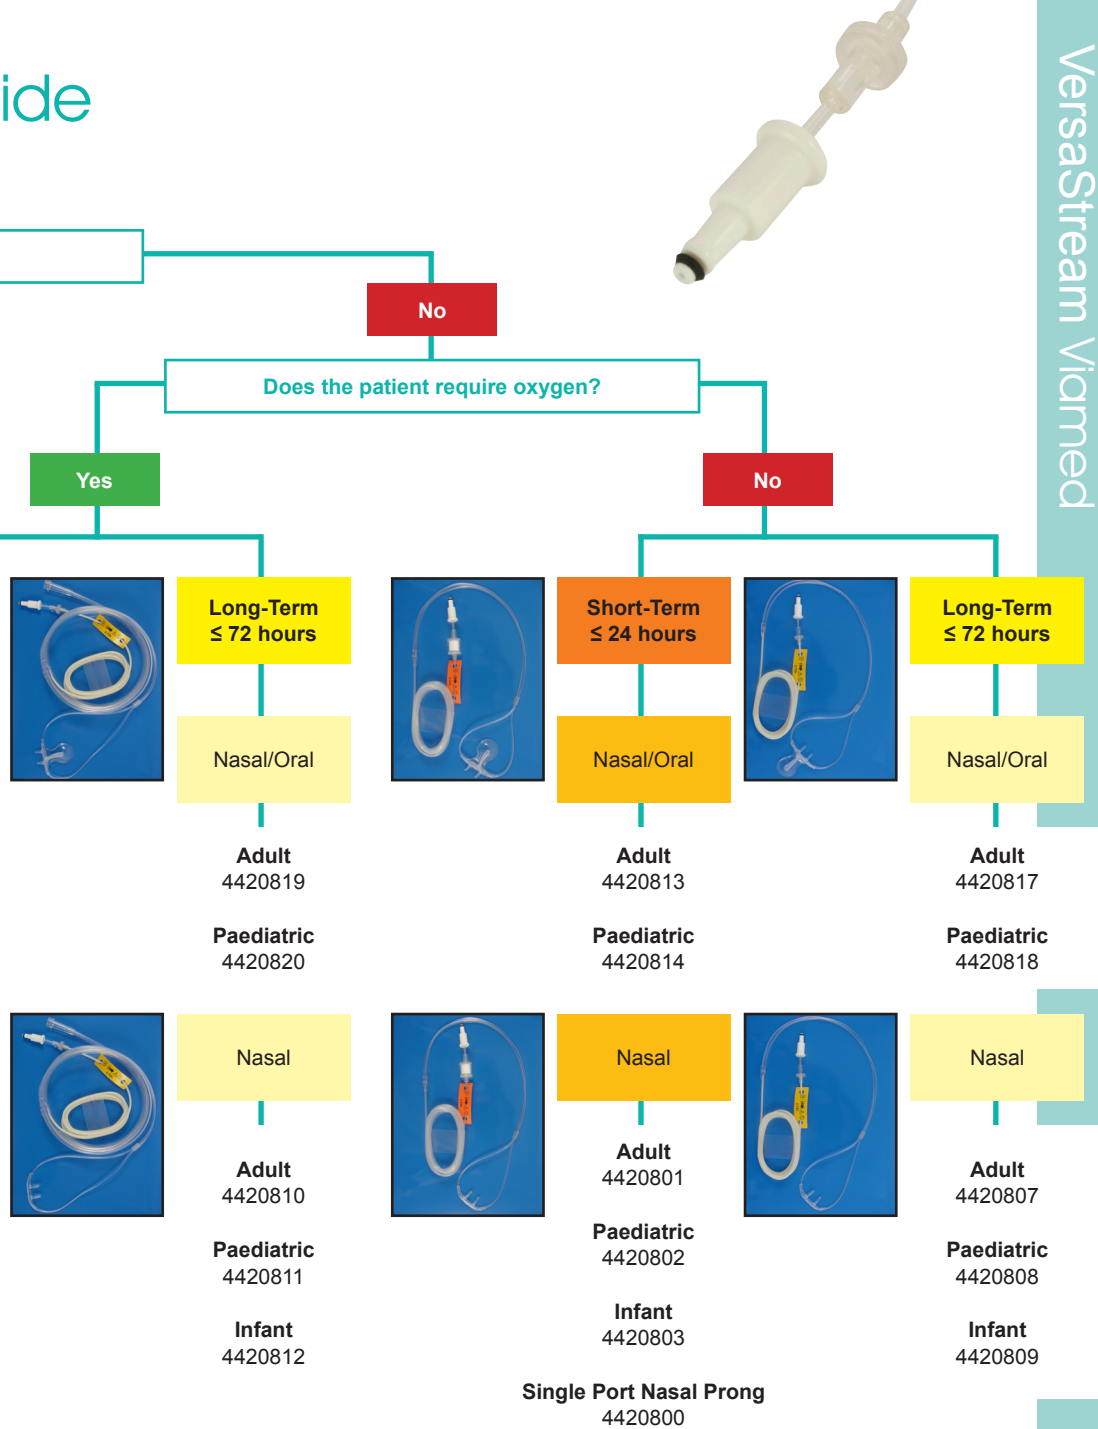 ide
No
Does the patient require oxygen?
Yes
No
Long-Term
≤ 72 hours
Nasal/Oral
Adult
4420819
Paediatric
4420820
Short-Term
≤ 24 hours
Nasal/Oral
Adult
4420813
Paediatric
4420814
Long-Term
≤ 72 hours
Nasal/Oral
Adult
4420817
Paediatric
4420818
Nasal
Adult
4420810
Paediatric
4420811
Infant
4420812
Nasal
Adult
4420801
Paediatric
4420802
Infant
4420803
Single Port Nasal Prong
4420800
Nasal
Adult
4420807
Paediatric
4420808
Infant
4420809
VersaStream Viamed